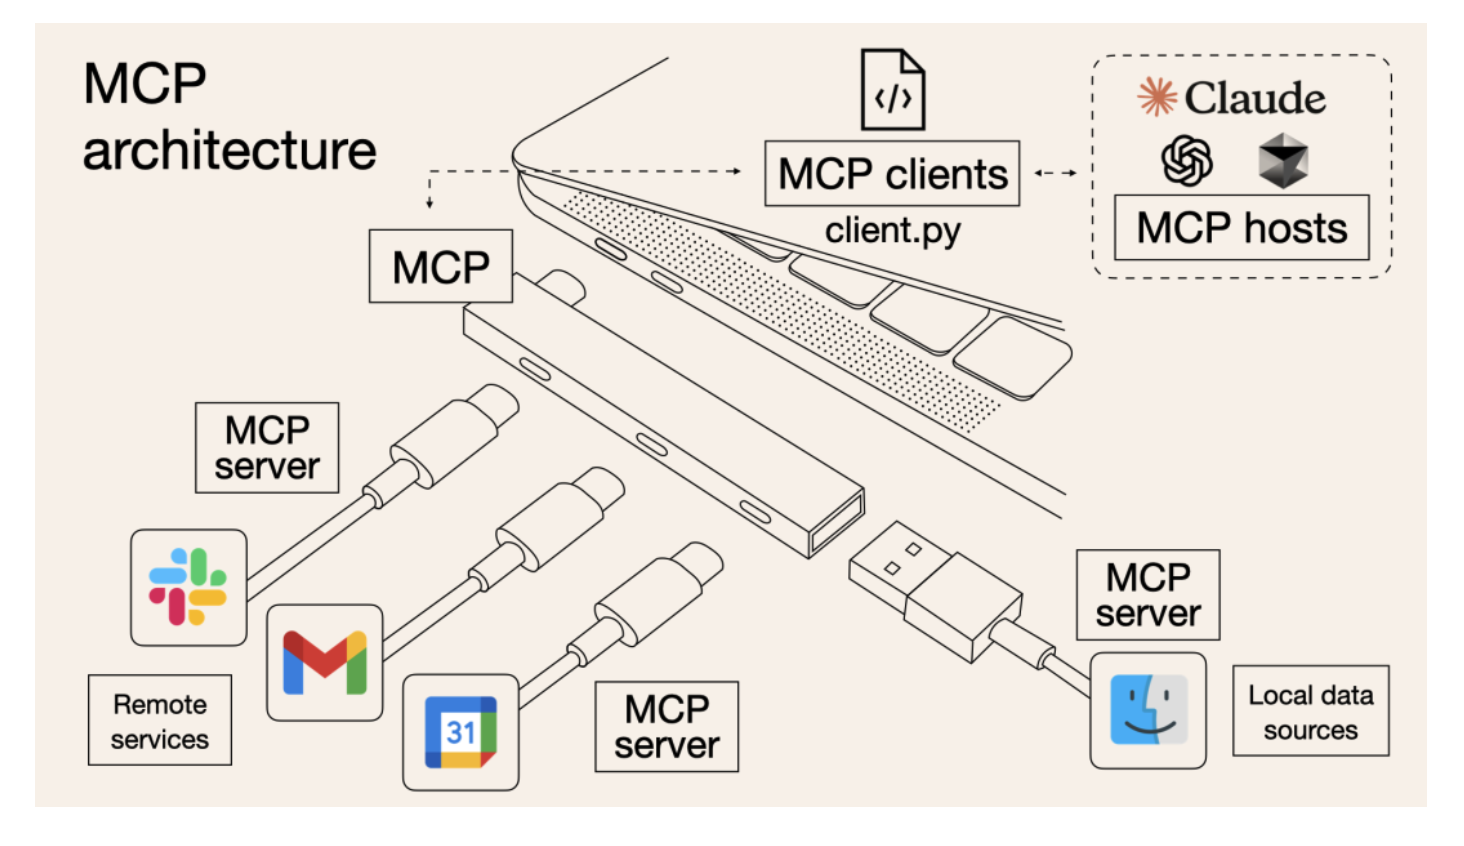 MCP
architecture
Claude
MCP clients
client.py
MCP hosts
MCP
MCP
server
MCP
server
Remote
services
31
MCP
server
Local data
sources
</>